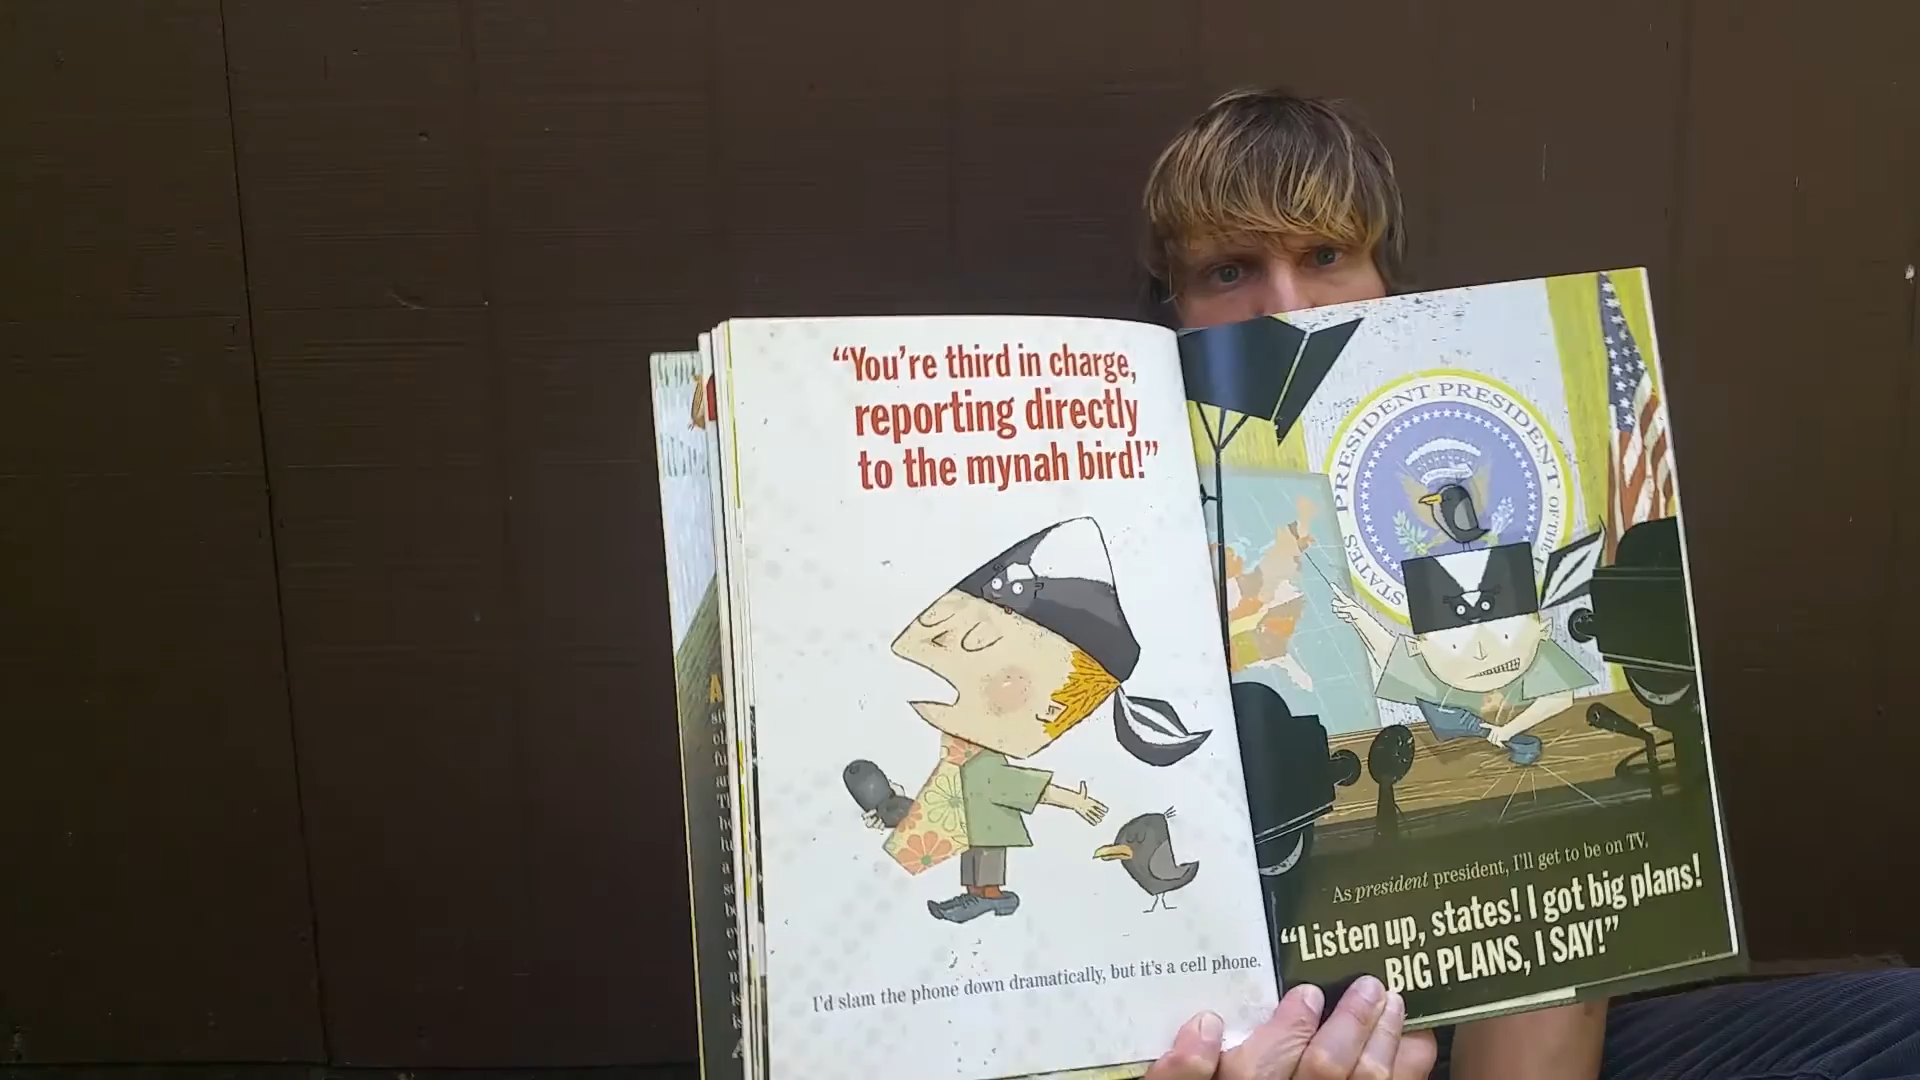 “You’re third in charge,
reporting directly
to the mynah bird!”
I’d slam the phone down dramatically, but it’s a cell phone.
PRESIDENT PRESIDENT OF THE
STATES
As president president, I’ll get to be on TV.
“Listen up, states! I got big plans!
BIG PLANS, I SAY!”